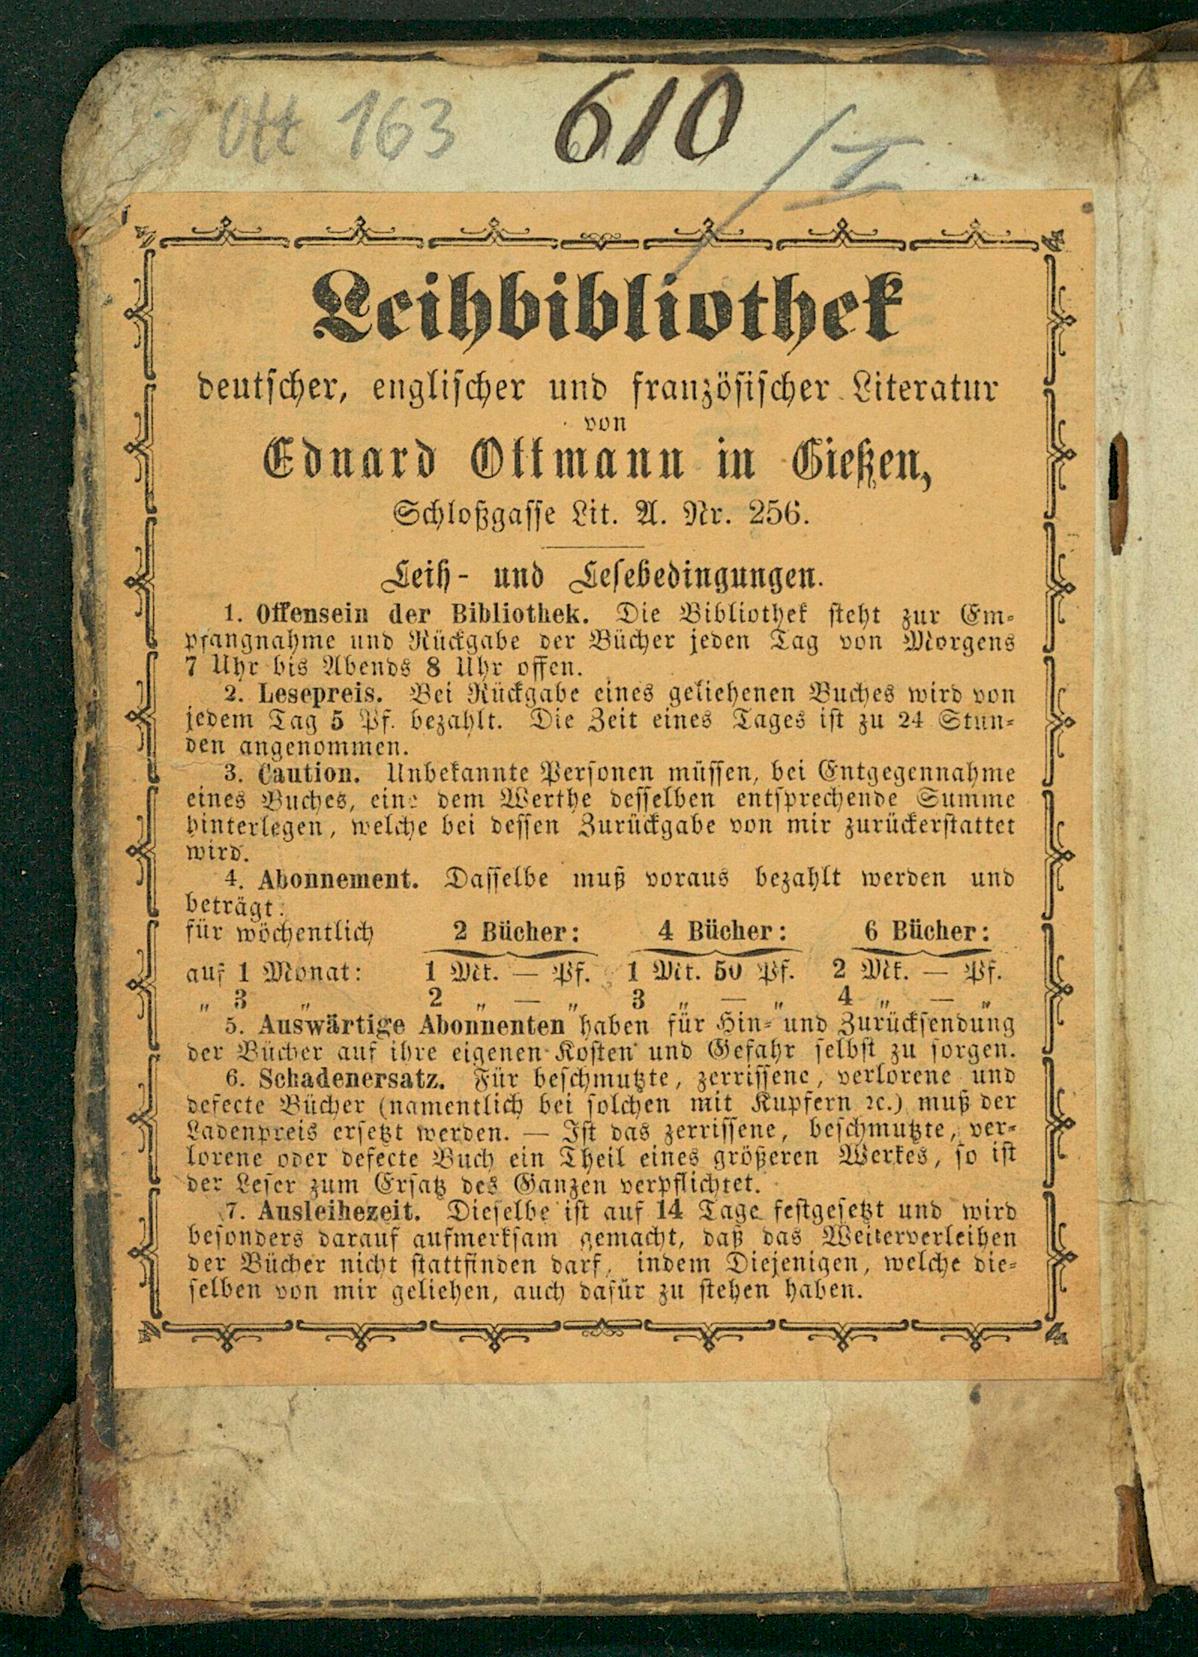 Ott 163
610
/I
Leihbibliothek
deutscher, englischer und französischer Literatur
von
Eduard Ottmann in Gießen,
Schloßgasse Lit. A. Nr. 256.
Leih- und Lesebedingungen.
1. Offensein der Bibliothek. Die Bibliothek steht zur Em-
pfangnahme und Rückgabe der Bücher jeden Tag von Morgens
7 Uhr bis Abends 8 Uhr offen.
2. Lesepreis. Bei Rückgabe eines geliehenen Buches wird von
jedem Tag 5 Pf. bezahlt. Die Zeit eines Tages ist zu 24 Stun-
den angenommen.
3. Caution. Unbekannte Personen müssen, bei Entgegennahme
eines Buches, eine dem Werthe desselben entsprechende Summe
hinterlegen, welche bei dessen Zurückgabe von mir zurückerstattet
wird.
4. Abonnement. Dasselbe muß voraus bezahlt werden und
beträgt:
für wöchentlich 2 Bücher: 4 Bücher: 6 Bücher:
auf 1 Monat: 1 Mk. — Pf. 1 Mk. 50 Pf. 2 Mk. — Pf.
„ 3 „ 2 „ — „ 3 „ — „ 4 „ — „
5. Auswärtige Abonnenten haben für Hin- und Zurücksendung
der Bücher auf ihre eigenen Kosten und Gefahr selbst zu sorgen.
6. Schadenersatz. Für beschmutzte, zerrissene, verlorene und
defecte Bücher (namentlich bei solchen mit Kupfern ꝛc.) muß der
Ladenpreis ersetzt werden. — Ist das zerrissene, beschmutzte, ver-
lorene oder defecte Buch ein Theil eines größeren Werkes, so ist
der Leser zum Ersatz des Ganzen verpflichtet.
7. Ausleihezeit. Dieselbe ist auf 14 Tage festgesetzt und wird
besonders darauf aufmerksam gemacht, daß das Weiterverleihen
der Bücher nicht stattfinden darf, indem Diejenigen, welche die-
selben von mir geliehen, auch dafür zu stehen haben.